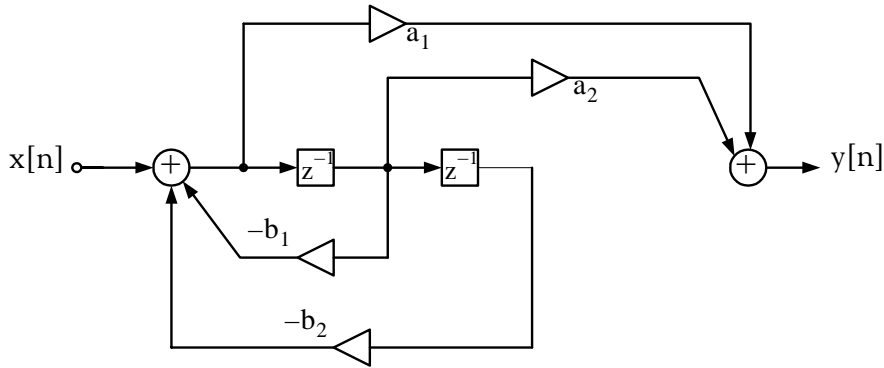 a₁
a₂
x[n]
+
z⁻¹
z⁻¹
+
y[n]
–b₁
–b₂